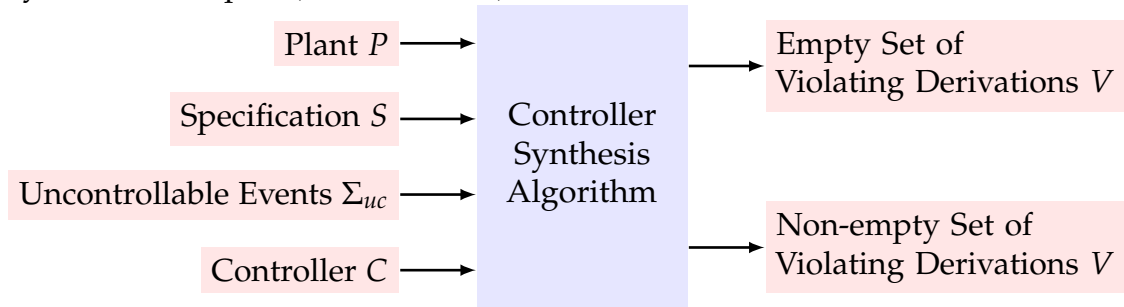 Plant P
Specification S
Uncontrollable Events Σuc
Controller C
Controller
Synthesis
Algorithm
Empty Set of
Violating Derivations V
Non-empty Set of
Violating Derivations V